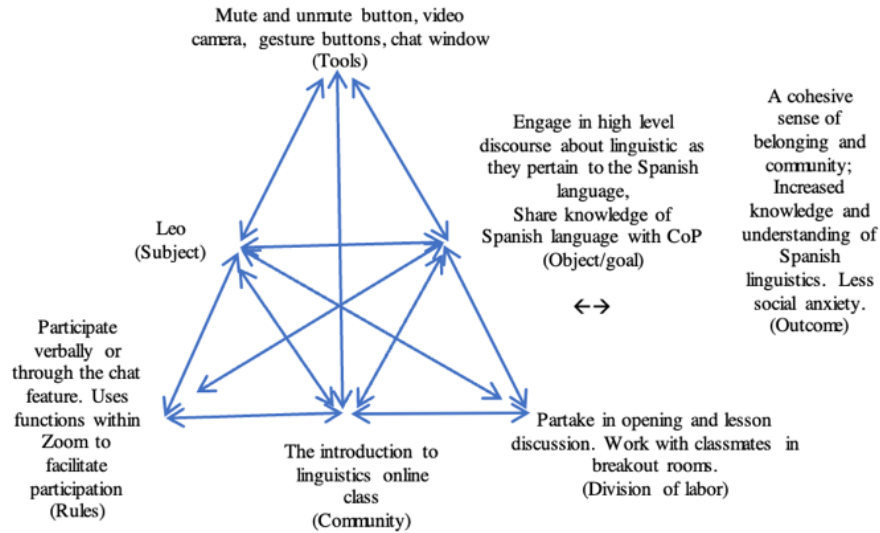 Mute and unmute button, video
camera, gesture buttons, chat window
(Tools)
Engage in high level
discourse about linguistic as
they pertain to the Spanish
language,
Share knowledge of
Spanish language with CoP
(Object/goal)
A cohesive
sense of
belonging and
community;
Increased
knowledge and
understanding of
Spanish
linguistics. Less
social anxiety.
(Outcome)
Leo
(Subject)
Participate
verbally or
through the chat
feature. Uses
functions within
Zoom to
facilitate
participation
(Rules)
The introduction to
linguistics online
class
(Community)
Partake in opening and lesson
discussion. Work with classmates in
breakout rooms.
(Division of labor)